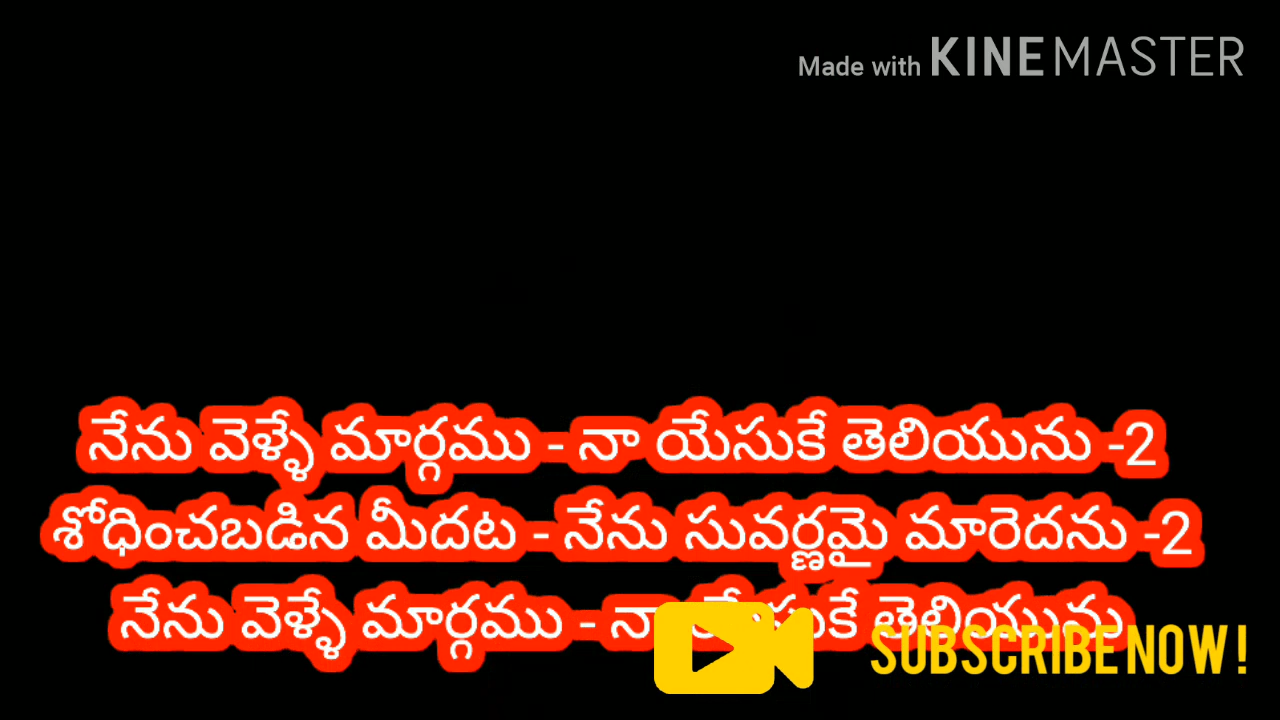 Made with KINEMASTER
నేను వెళ్ళే మార్గము - నా యేసుకే తెలియును -2
శోధించబడిన మీదట - నేను సువర్ణమై మారెదను -2
నేను వెళ్ళే మార్గము - నా తెలియును
SUBSCRIBE NOW !